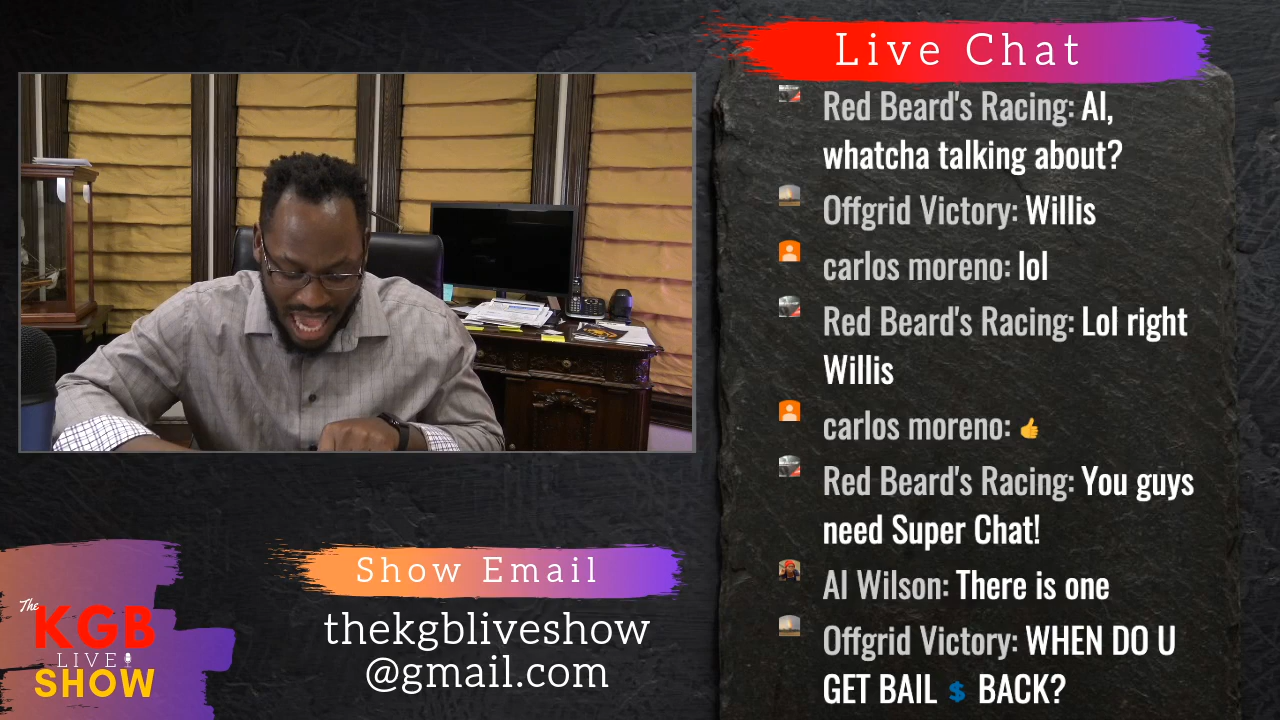 Live Chat
Red Beard's Racing: Al,
whatcha talking about?
Offgrid Victory: Willis
carlos moreno: lol
Red Beard's Racing: Lol right
Willis
carlos moreno: 👍
Red Beard's Racing: You guys
need Super Chat!
Al Wilson: There is one
Offgrid Victory: WHEN DO U
GET BAIL 💲 BACK?
Show Email
thekgbliveshow
@gmail.com
The
KGB
LIVE
SHOW